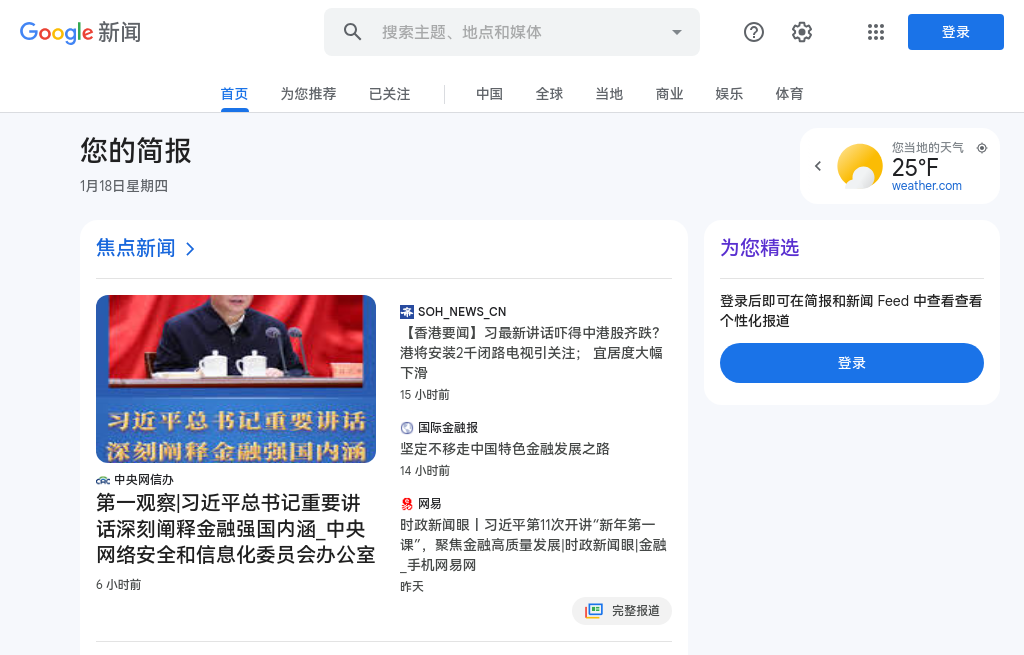 Google 新闻
搜索主题、地点和媒体
登录
首页 为您推荐 已关注 中国 全球 当地 商业 娱乐 体育
您的简报
1月18日星期四
您当地的天气
25°F
weather.com
焦点新闻
习近平总书记重要讲话
深刻阐释金融强国内涵
中央网信办
第一观察|习近平总书记重要讲
话深刻阐释金融强国内涵_中央
网络安全和信息化委员会办公室
6 小时前
SOH_NEWS_CN
【香港要闻】习最新讲话吓得中港股齐跌?
港将安装2千闭路电视引关注； 宜居度大幅
下滑
15 小时前
国际金融报
坚定不移走中国特色金融发展之路
14 小时前
网易
时政新闻眼丨习近平第11次开讲“新年第一
课”，聚焦金融高质量发展|时政新闻眼|金融
_手机网易网
昨天
完整报道
为您精选
登录后即可在简报和新闻 Feed 中查看查看
个性化报道
登录